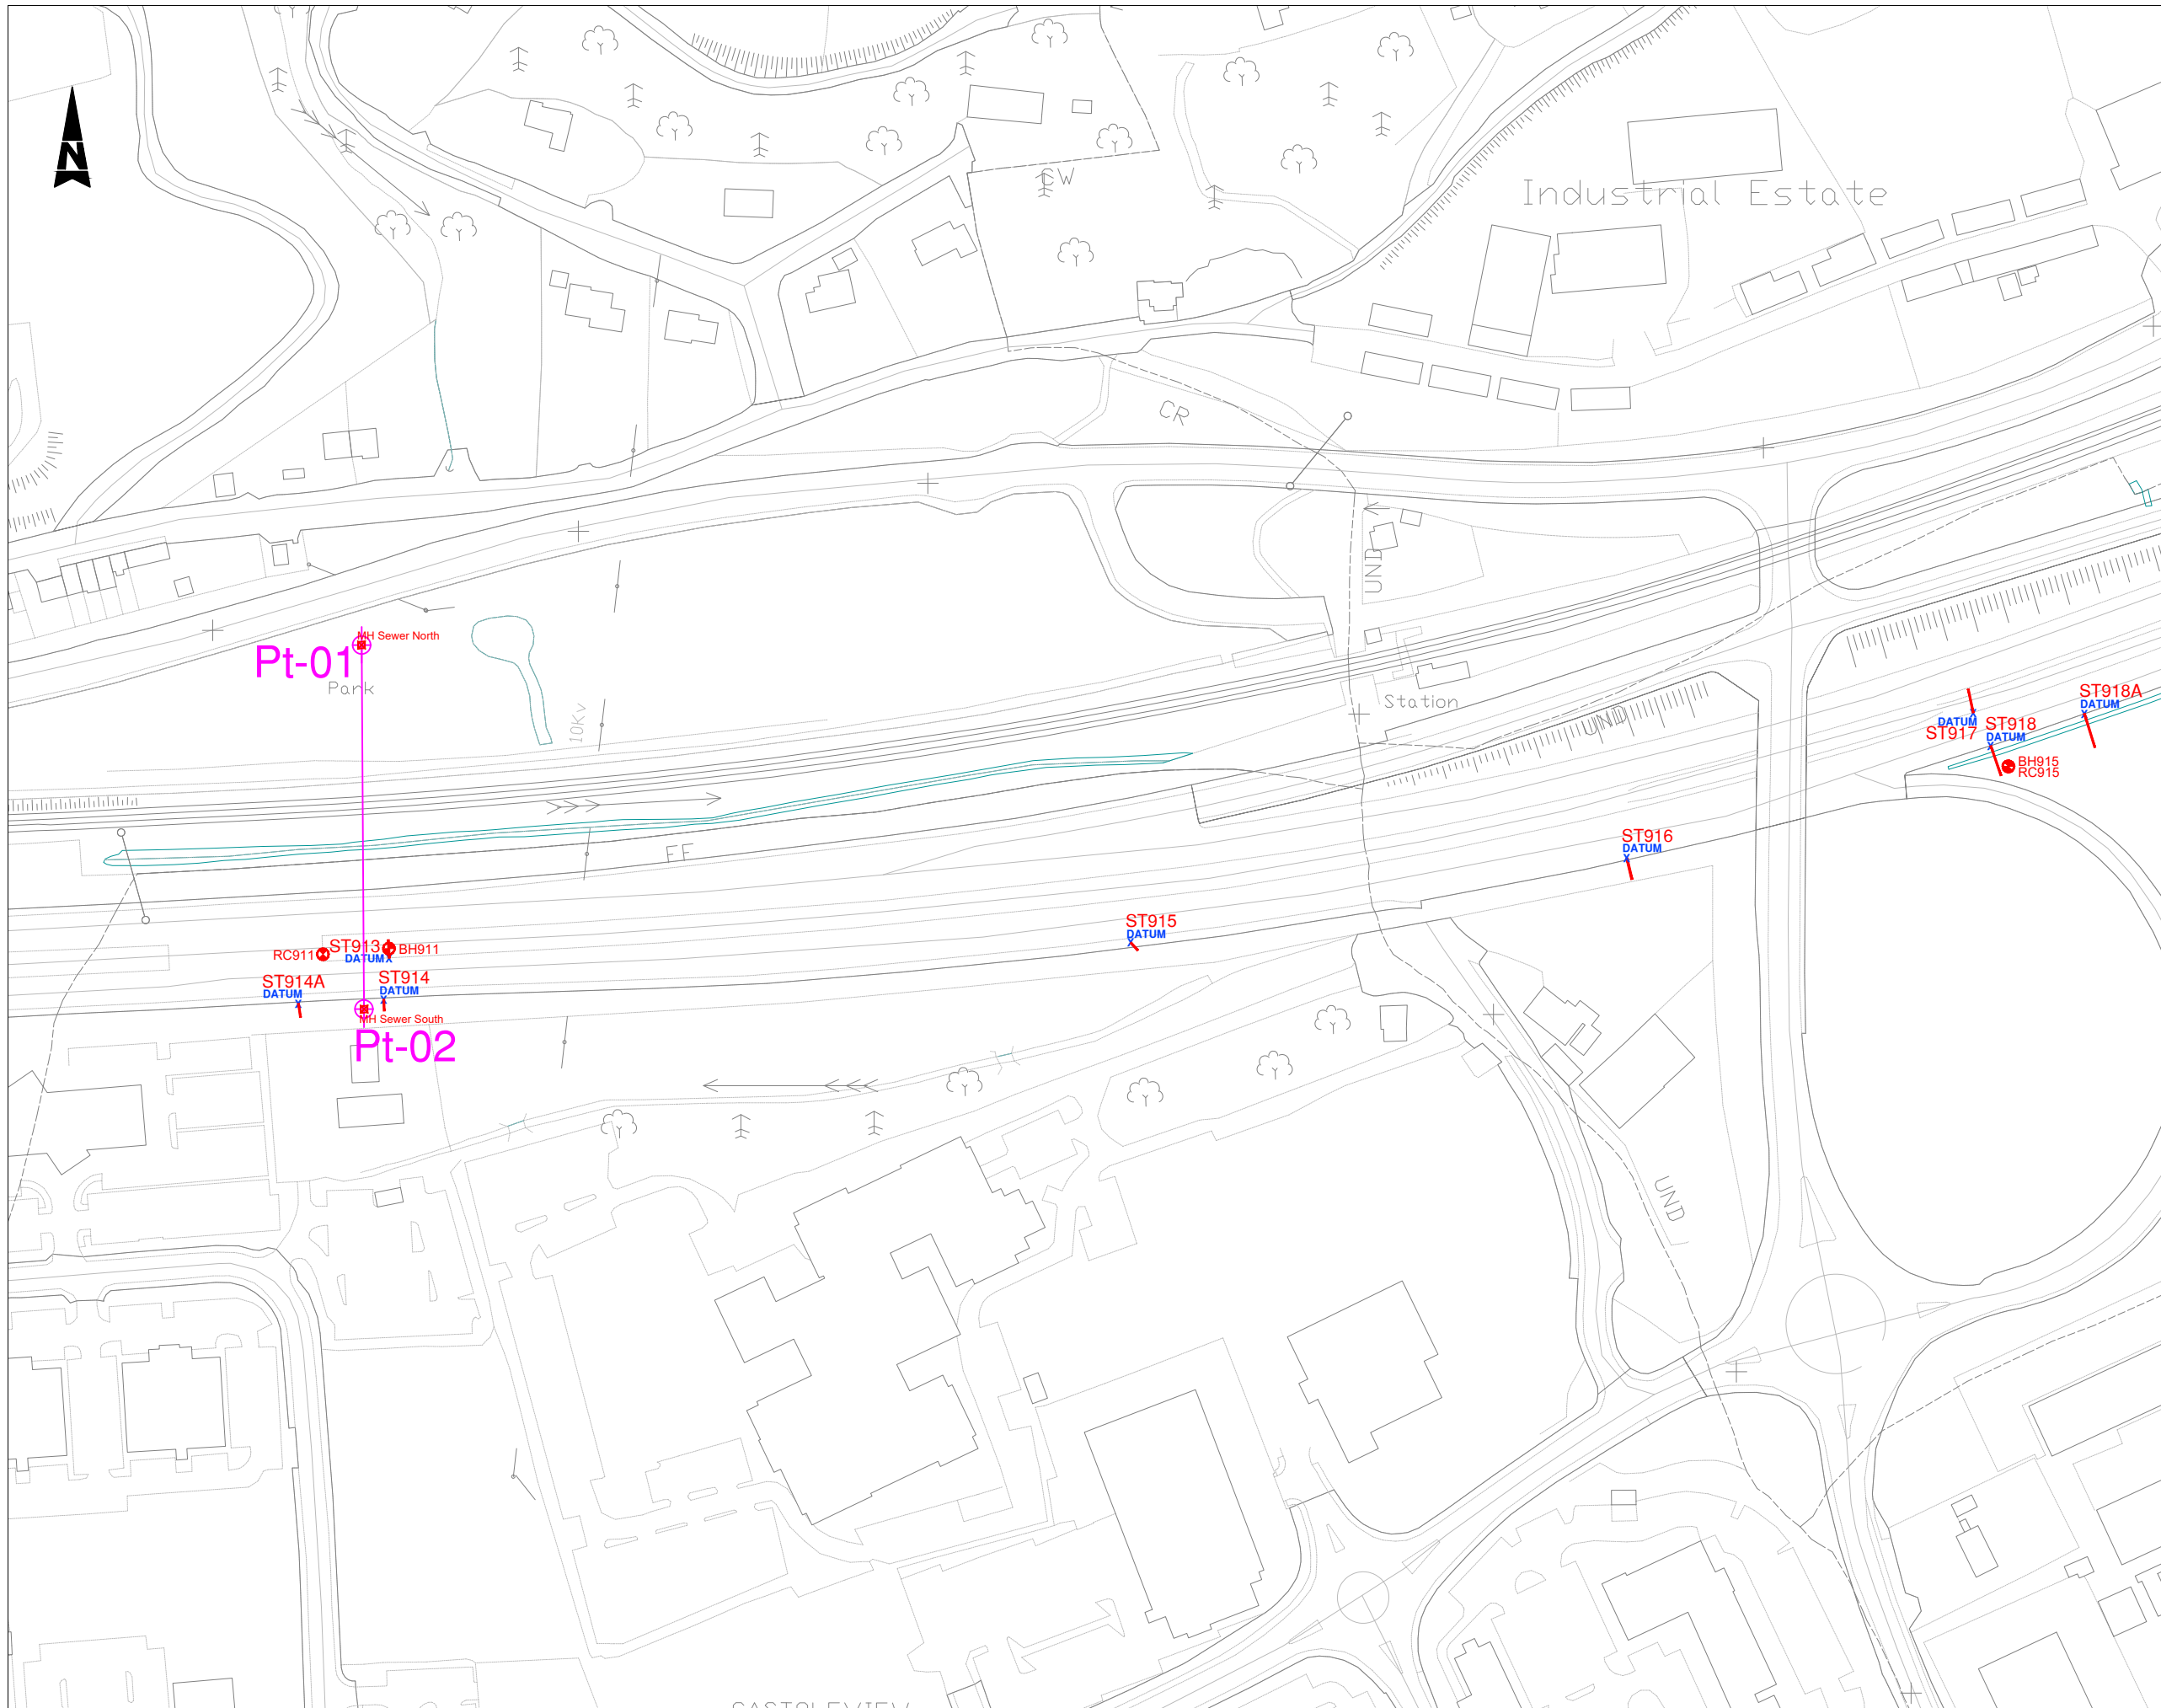 N
CW
Industrial Estate
CR
UND
MH Sewer North
Pt-01
Park
10Kv
Station
UND
ST918A
DATUM
DATUM
ST918
ST917
DATUM
BH915
RC915
ST916
DATUM
FF
ST915
DATUM
RC911
ST913
BH911
DATUM
ST914A
DATUM
ST914
DATUM
MH Sewer South
Pt-02
UND